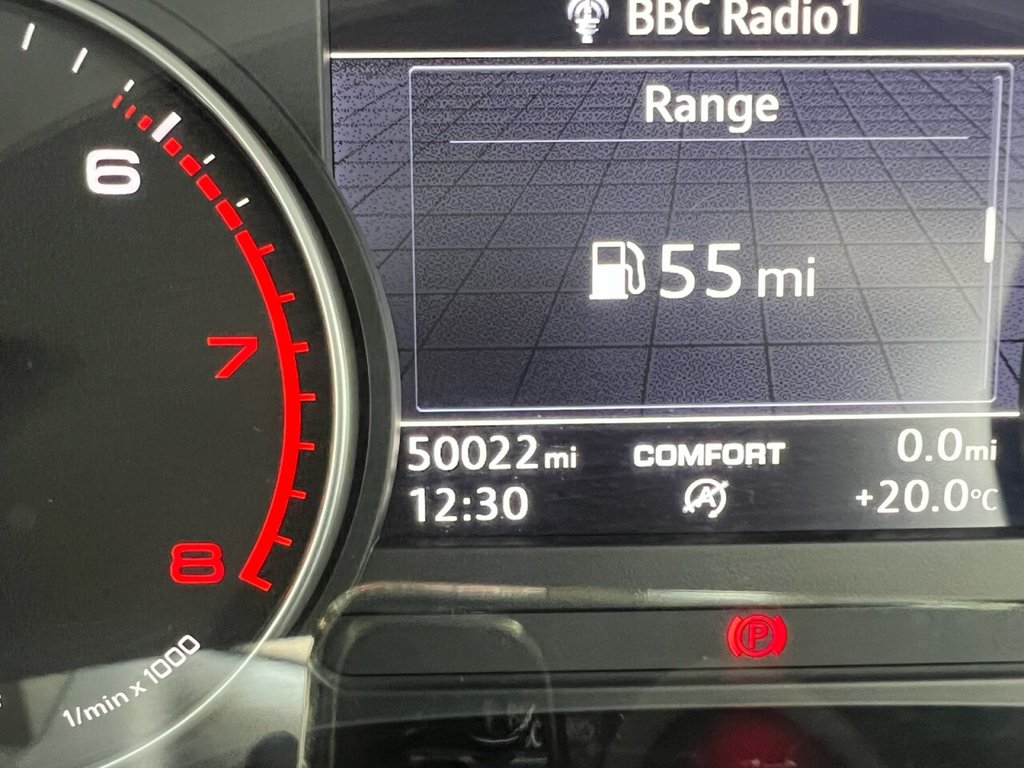 BBC Radio1
Range
55 mi
50022 mi COMFORT 0.0 mi
12:30 A +20.0°C
6
7
8
1/min x 1000
P